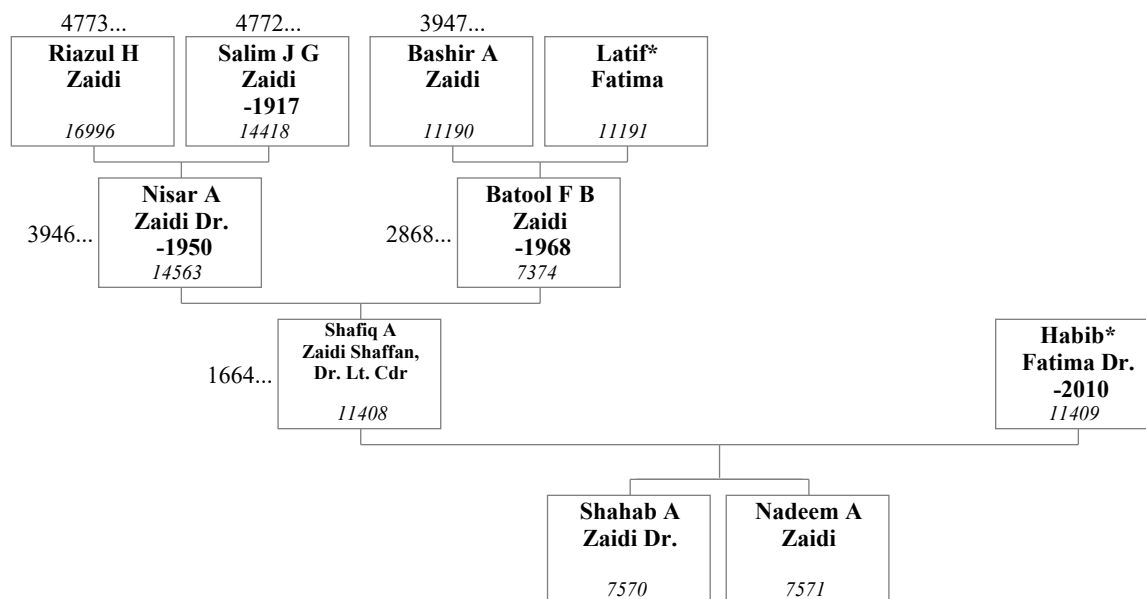 4773...
4772...
3947...
Riazul H
Zaidi
16996
Salim J G
Zaidi
-1917
14418
Bashir A
Zaidi
11190
Latif*
Fatima
11191
3946...
Nisar A
Zaidi Dr.
-1950
14563
2868...
Batool F B
Zaidi
-1968
7374
1664...
Shafiq A
Zaidi Shaffan,
Dr. Lt. Cdr
11408
Habib*
Fatima Dr.
-2010
11409
Shahab A
Zaidi Dr.
7570
Nadeem A
Zaidi
7571